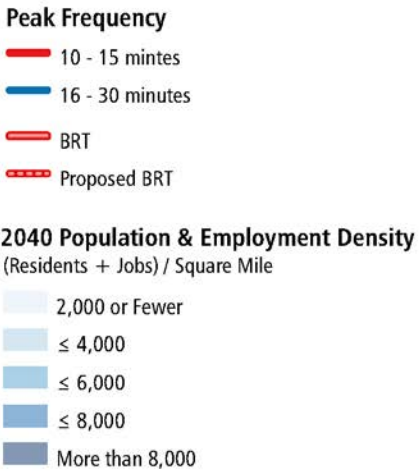 Peak Frequency
10 - 15 mintes
16 - 30 minutes
BRT
Proposed BRT
2040 Population & Employment Density
(Residents + Jobs) / Square Mile
2,000 or Fewer
≤ 4,000
≤ 6,000
≤ 8,000
More than 8,000